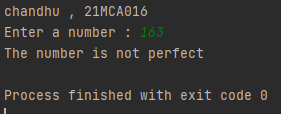 chandhu , 21MCA016
Enter a number : 163
The number is not perfect
Process finished with exit code 0